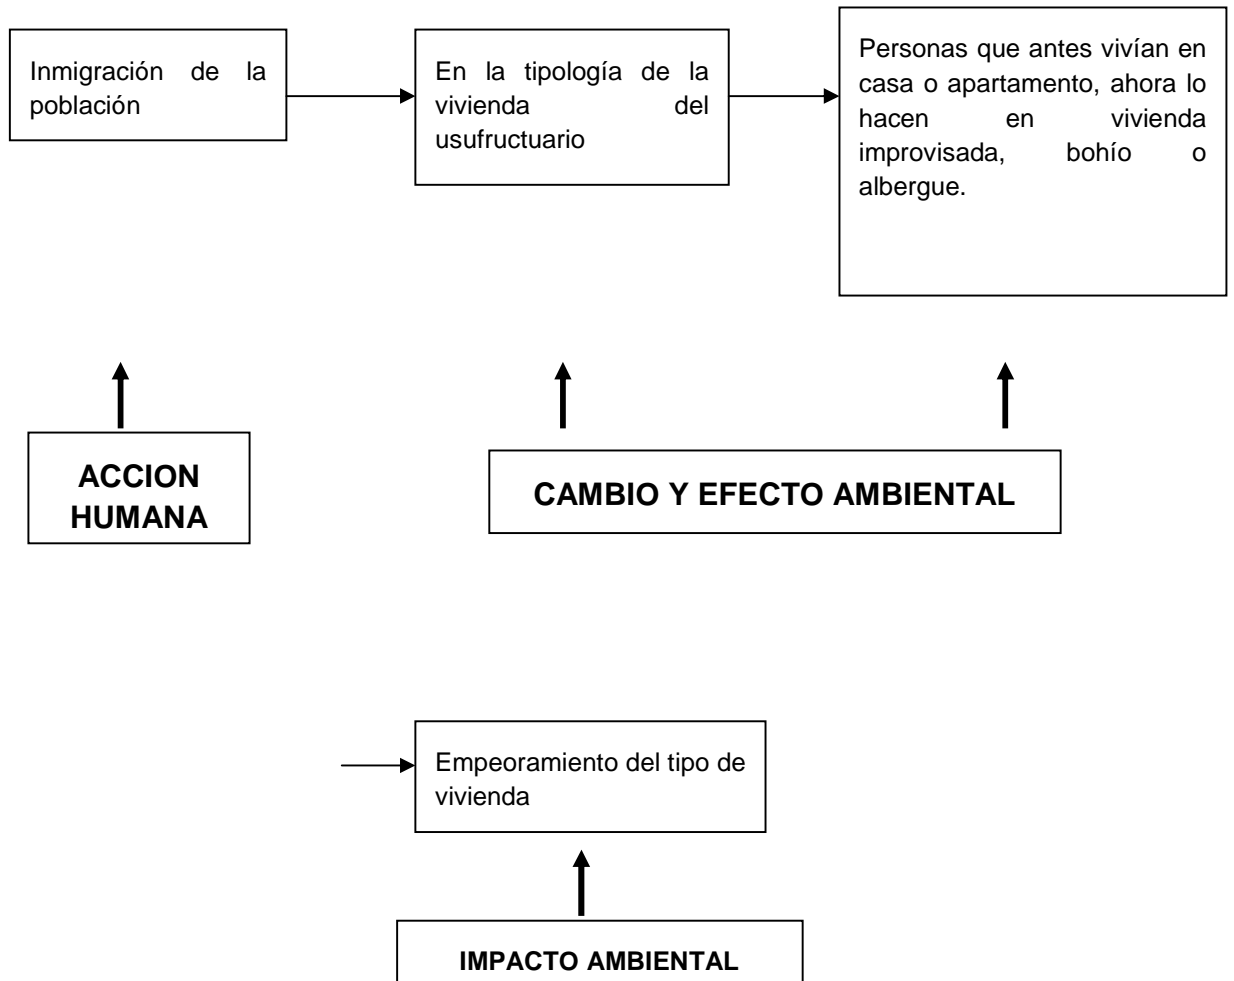 Inmigración de la
población
En la tipología de la
vivienda del
usufructuario
Personas que antes vivían en
casa o apartamento, ahora lo
hacen en vivienda
improvisada, bohío o
albergue.
ACCION
HUMANA
CAMBIO Y EFECTO AMBIENTAL
Empeoramiento del tipo de
vivienda
IMPACTO AMBIENTAL